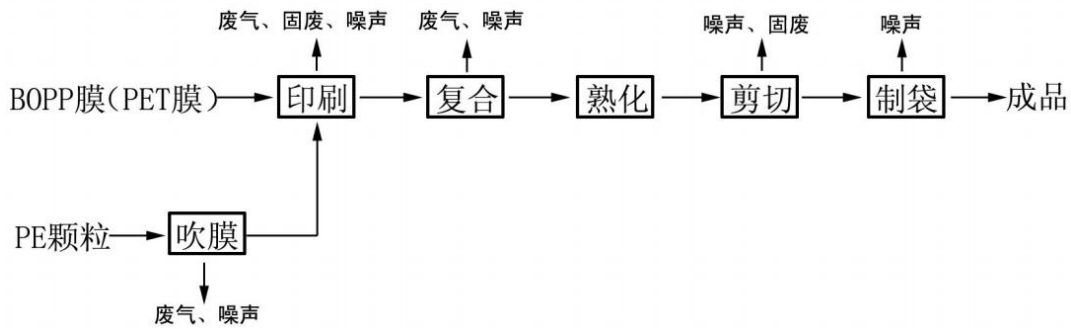 废气、固废、噪声
废气、噪声
噪声、固废
噪声
BOPP膜(PET膜)
印刷
复合
熟化
剪切
制袋
成品
PE颗粒
吹膜
废气、噪声